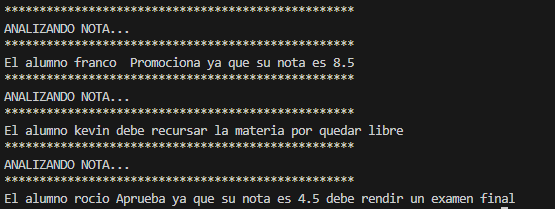 *************************************************
ANALIZANDO NOTA...
*************************************************
El alumno franco  Promociona ya que su nota es 8.5
*************************************************
ANALIZANDO NOTA...
*************************************************
El alumno kevin debe recursar la materia por quedar libre
*************************************************
ANALIZANDO NOTA...
*************************************************
El alumno rocio Aprueba ya que su nota es 4.5 debe rendir un examen final